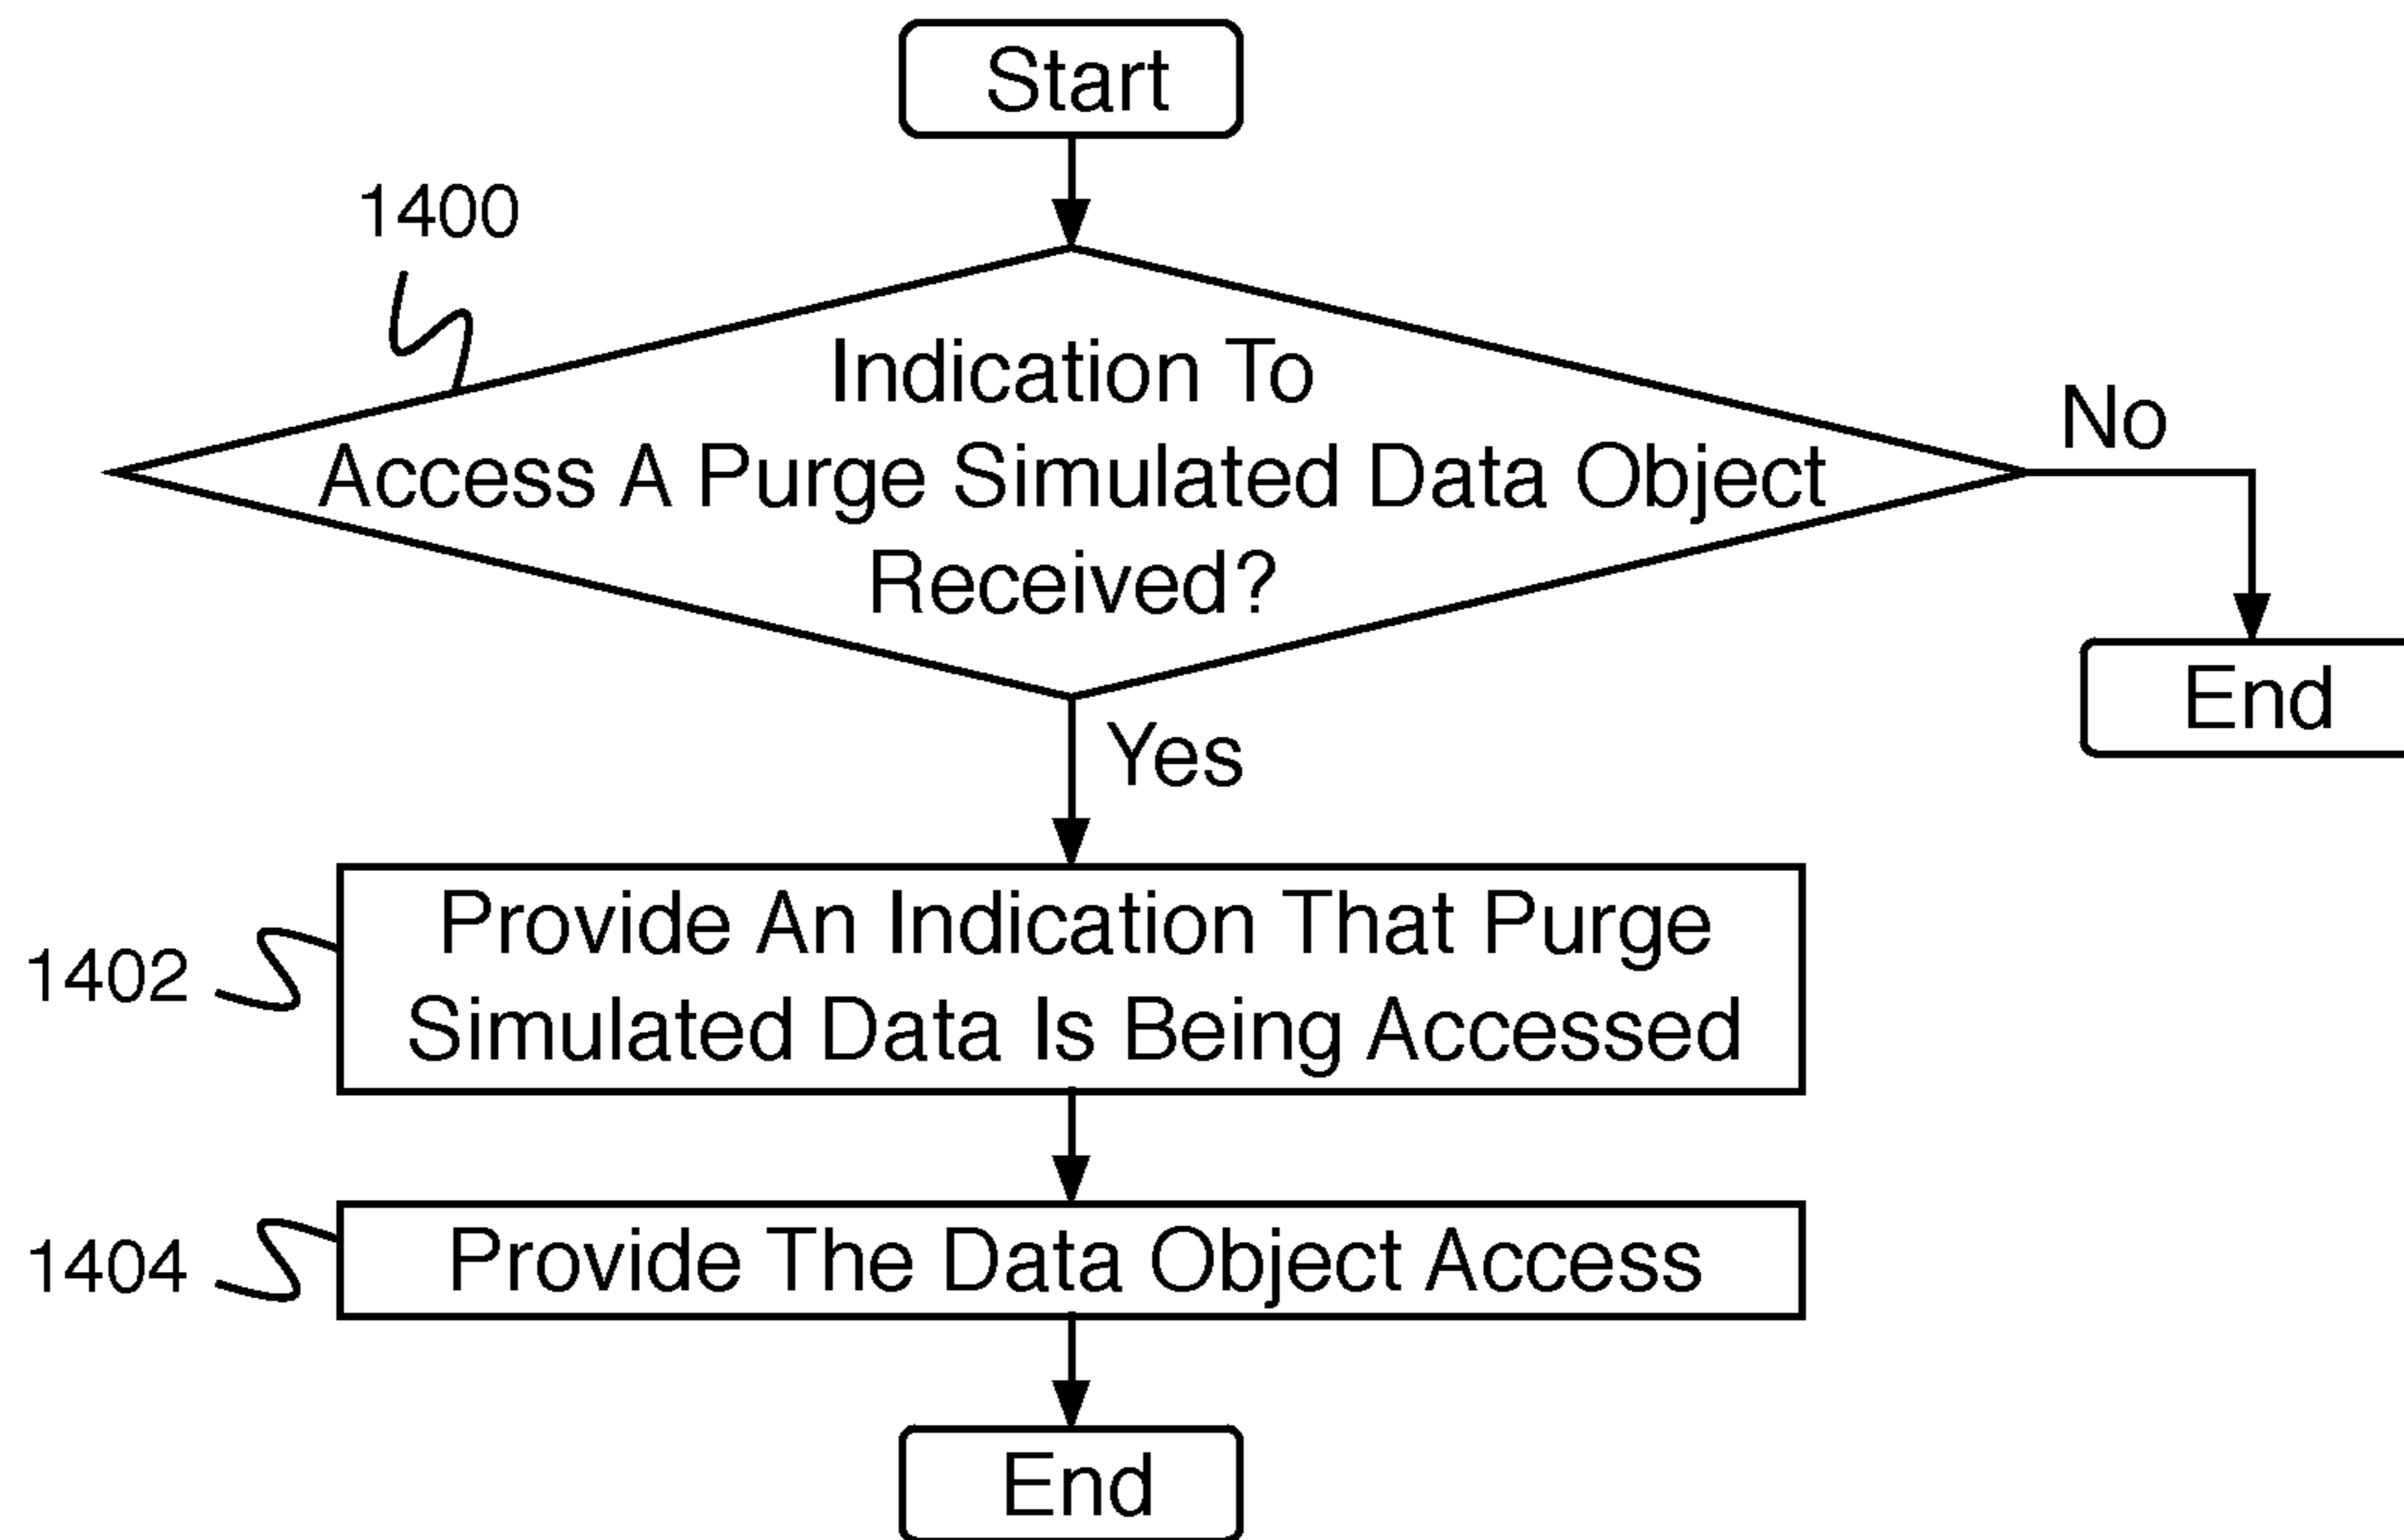 Start
1400
Indication To
Access A Purge Simulated Data Object
Received?
No
End
Yes
1402
Provide An Indication That Purge
Simulated Data Is Being Accessed
1404
Provide The Data Object Access
End